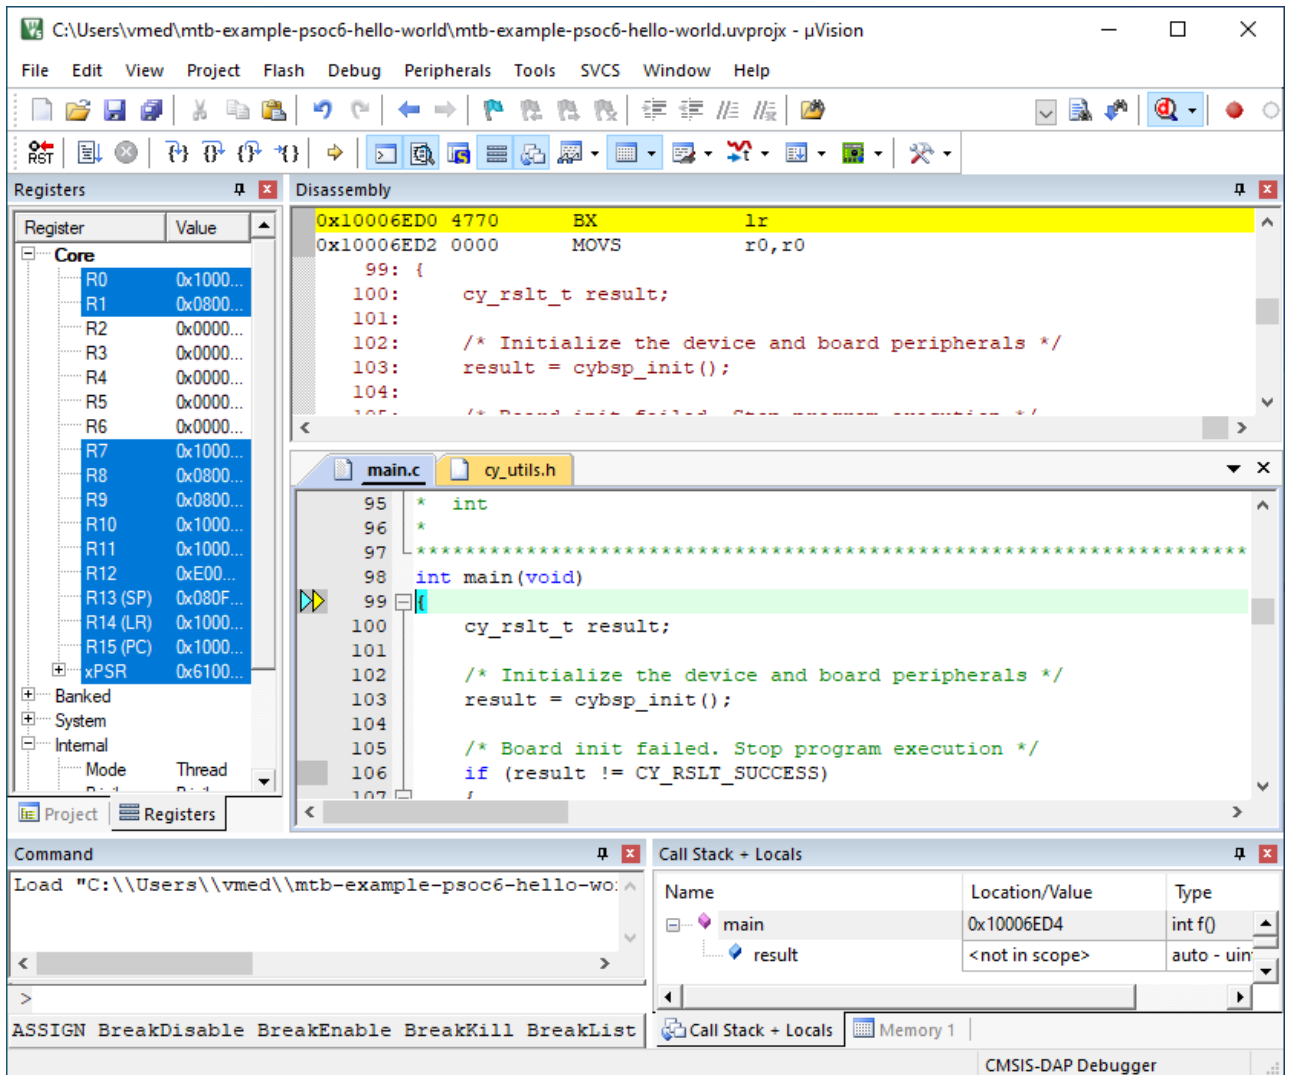 C:\Users\vmed\mtb-example-psoc6-hello-world\mtb-example-psoc6-hello-world.uvprojx - µVision
File Edit View Project Flash Debug Peripherals Tools SVCS Window Help
RST
Registers
Register Value
Core
R0 0x1000...
R1 0x0800...
R2 0x0000...
R3 0x0000...
R4 0x0000...
R5 0x0000...
R6 0x0000...
R7 0x1000...
R8 0x0800...
R9 0x0800...
R10 0x1000...
R11 0x1000...
R12 0xE00...
R13 (SP) 0x080F...
R14 (LR) 0x1000...
R15 (PC) 0x1000...
xPSR 0x6100...
Banked
System
Internal
Mode Thread
Project Registers
Disassembly
0x10006ED0 4770 BX lr
0x10006ED2 0000 MOVS r0,r0
99: {
100: cy_rslt_t result;
101:
102: /* Initialize the device and board peripherals */
103: result = cybsp_init();
104:
105: /* Board init failed. Stop program execution */
main.c cy_utils.h
95 * int
96 *
97 *******************************************************************
98 int main(void)
99 {
100 cy_rslt_t result;
101
102 /* Initialize the device and board peripherals */
103 result = cybsp_init();
104
105 /* Board init failed. Stop program execution */
106 if (result != CY_RSLT_SUCCESS)
107 {
Command
Load "C:\\Users\\vmed\\mtb-example-psoc6-hello-wo
>
ASSIGN BreakDisable BreakEnable BreakKill BreakList
Call Stack + Locals
Name Location/Value Type
main 0x10006ED4 int f()
result <not in scope> auto - uin
Call Stack + Locals Memory 1
CMSIS-DAP Debugger